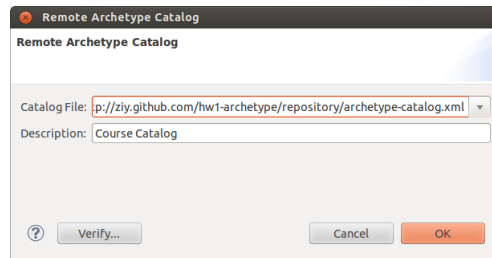 Remote Archetype Catalog
Remote Archetype Catalog
Catalog File: :p://ziy.github.com/hw1-archetype/repository/archetype-catalog.xml
Description: Course Catalog
? Verify... Cancel OK